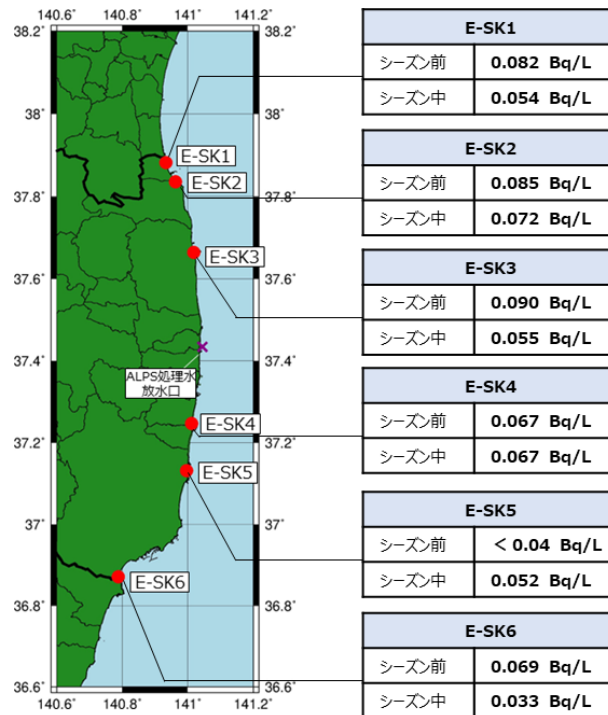 140.6° 140.8° 141° 141.2°
38.2° 38.2°
38° 38°
37.8° 37.8°
37.6° 37.6°
37.4° 37.4°
37.2° 37.2°
37° 37°
36.8° 36.8°
36.6° 36.6°
140.6° 140.8° 141° 141.2°
E-SK1
E-SK2
E-SK3
ALPS処理水
放水口
E-SK4
E-SK5
E-SK6
E-SK1
シーズン前 0.082 Bq/L
シーズン中 0.054 Bq/L
E-SK2
シーズン前 0.085 Bq/L
シーズン中 0.072 Bq/L
E-SK3
シーズン前 0.090 Bq/L
シーズン中 0.055 Bq/L
E-SK4
シーズン前 0.067 Bq/L
シーズン中 0.067 Bq/L
E-SK5
シーズン前 < 0.04 Bq/L
シーズン中 0.052 Bq/L
E-SK6
シーズン前 0.069 Bq/L
シーズン中 0.033 Bq/L